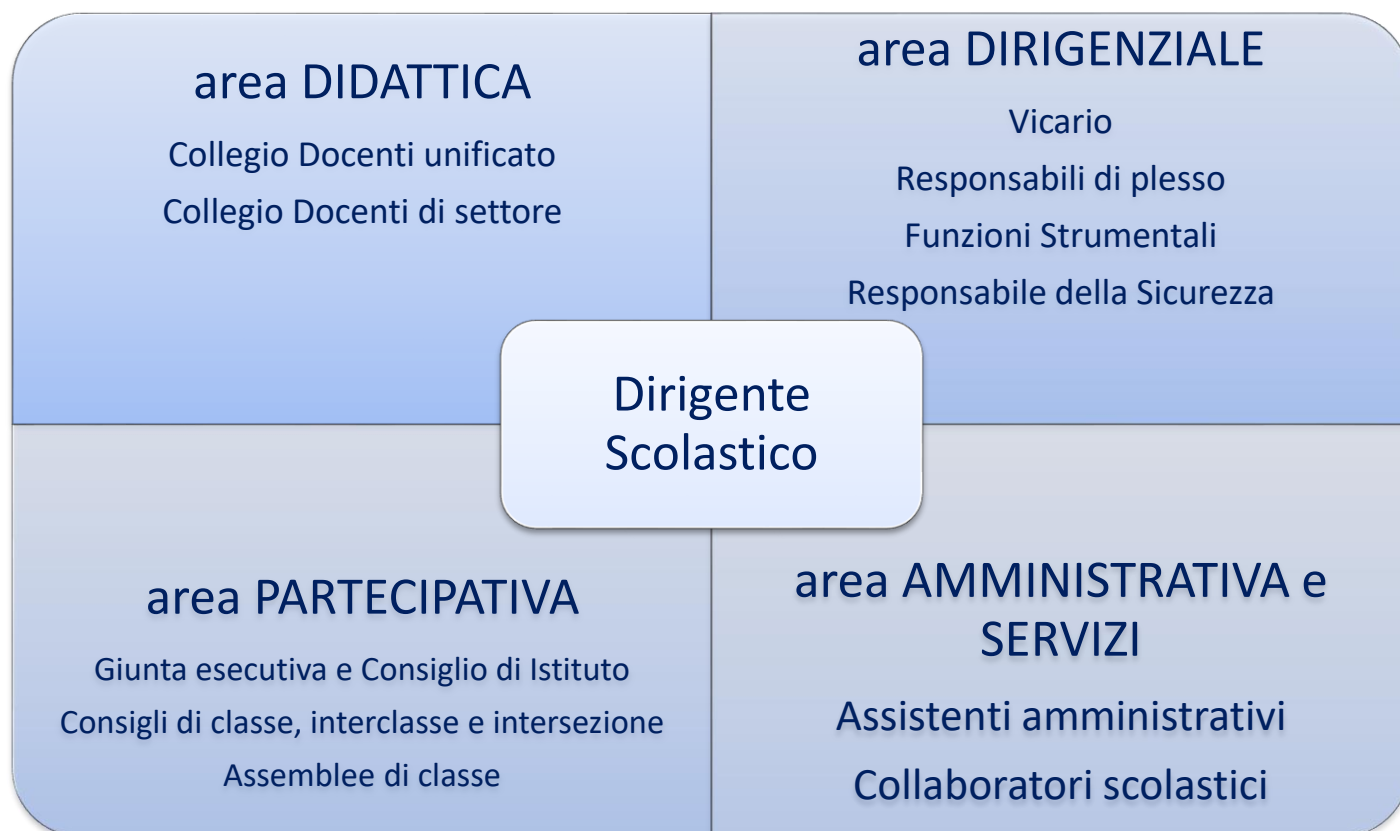 area DIDATTICA
Collegio Docenti unificato
Collegio Docenti di settore
area DIRIGENZIALE
Vicario
Responsabili di plesso
Funzioni Strumentali
Responsabile della Sicurezza
Dirigente
Scolastico
area PARTECIPATIVA
Giunta esecutiva e Consiglio di Istituto
Consigli di classe, interclasse e intersezione
Assemblee di classe
area AMMINISTRATIVA e
SERVIZI
Assistenti amministrativi
Collaboratori scolastici